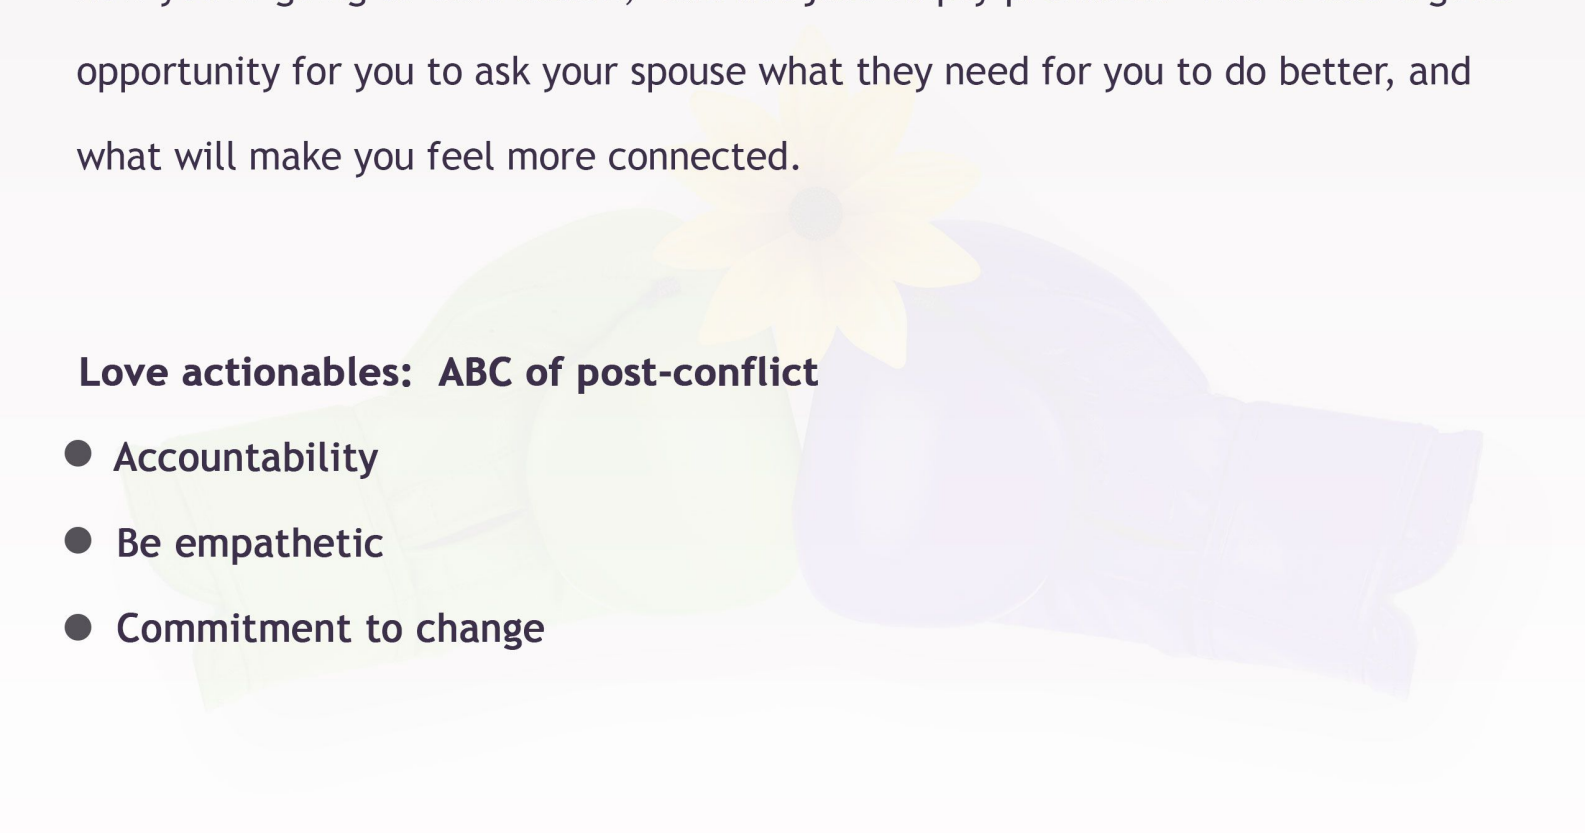 opportunity for you to ask your spouse what they need for you to do better, and
what will make you feel more connected.
Love actionables:  ABC of post-conflict
● Accountability
● Be empathetic
● Commitment to change